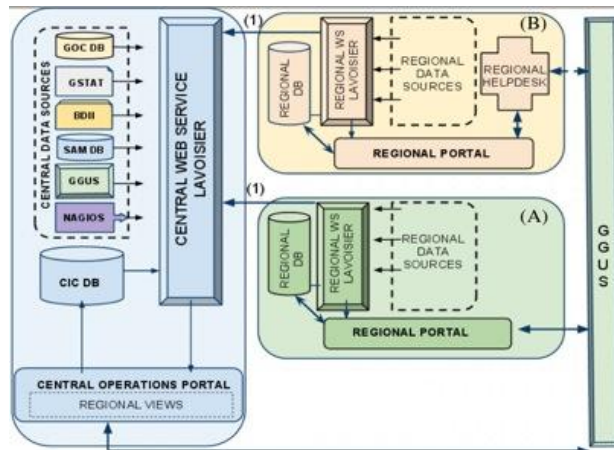 CENTRAL DATA SOURCES
GOC DB
GSTAT
BDII
SAM DB
GGUS
NAGIOS
CENTRAL WEB SERVICE
LAVOISIER
CIC DB
CENTRAL OPERATIONS PORTAL
REGIONAL VIEWS
(1)
(B)
REGIONAL
DB
REGIONAL WS
LAVOISIER
REGIONAL
DATA
SOURCES
REGIONAL
HELPDESK
REGIONAL PORTAL
(1)
(A)
REGIONAL
DB
REGIONAL WS
LAVOISIER
REGIONAL
DATA
SOURCES
REGIONAL PORTAL
GGUS